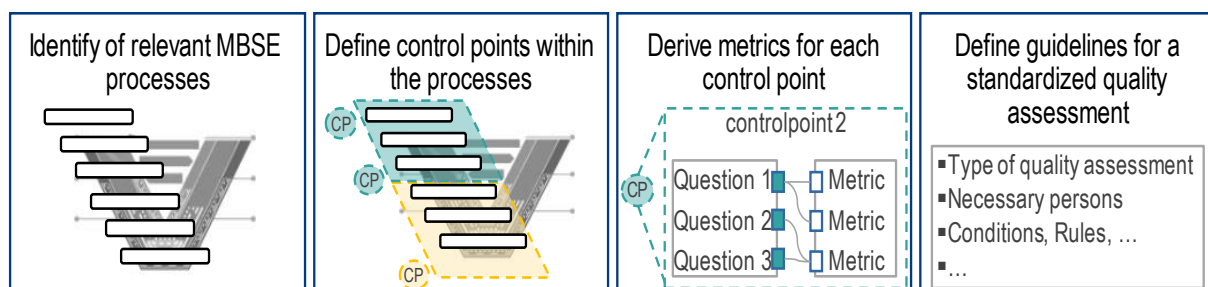 Identify of relevant MBSE
processes
Define control points within
the processes
CP
CP
CP
Derive metrics for each
control point
controlpoint 2
CP
Question 1
Metric
Question 2
Metric
Question 3
Metric
Define guidelines for a
standardized quality
assessment
▪Type of quality assessment
▪Necessary persons
▪Conditions, Rules, …
▪…